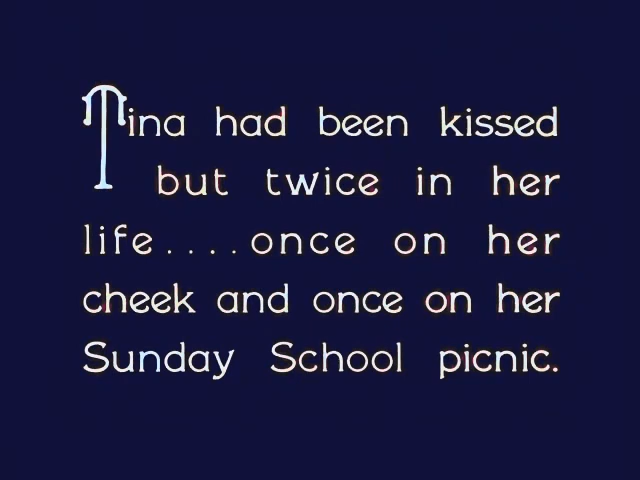 Tina had been kissed
but twice in her
life....once on her
cheek and once on her
Sunday School picnic.